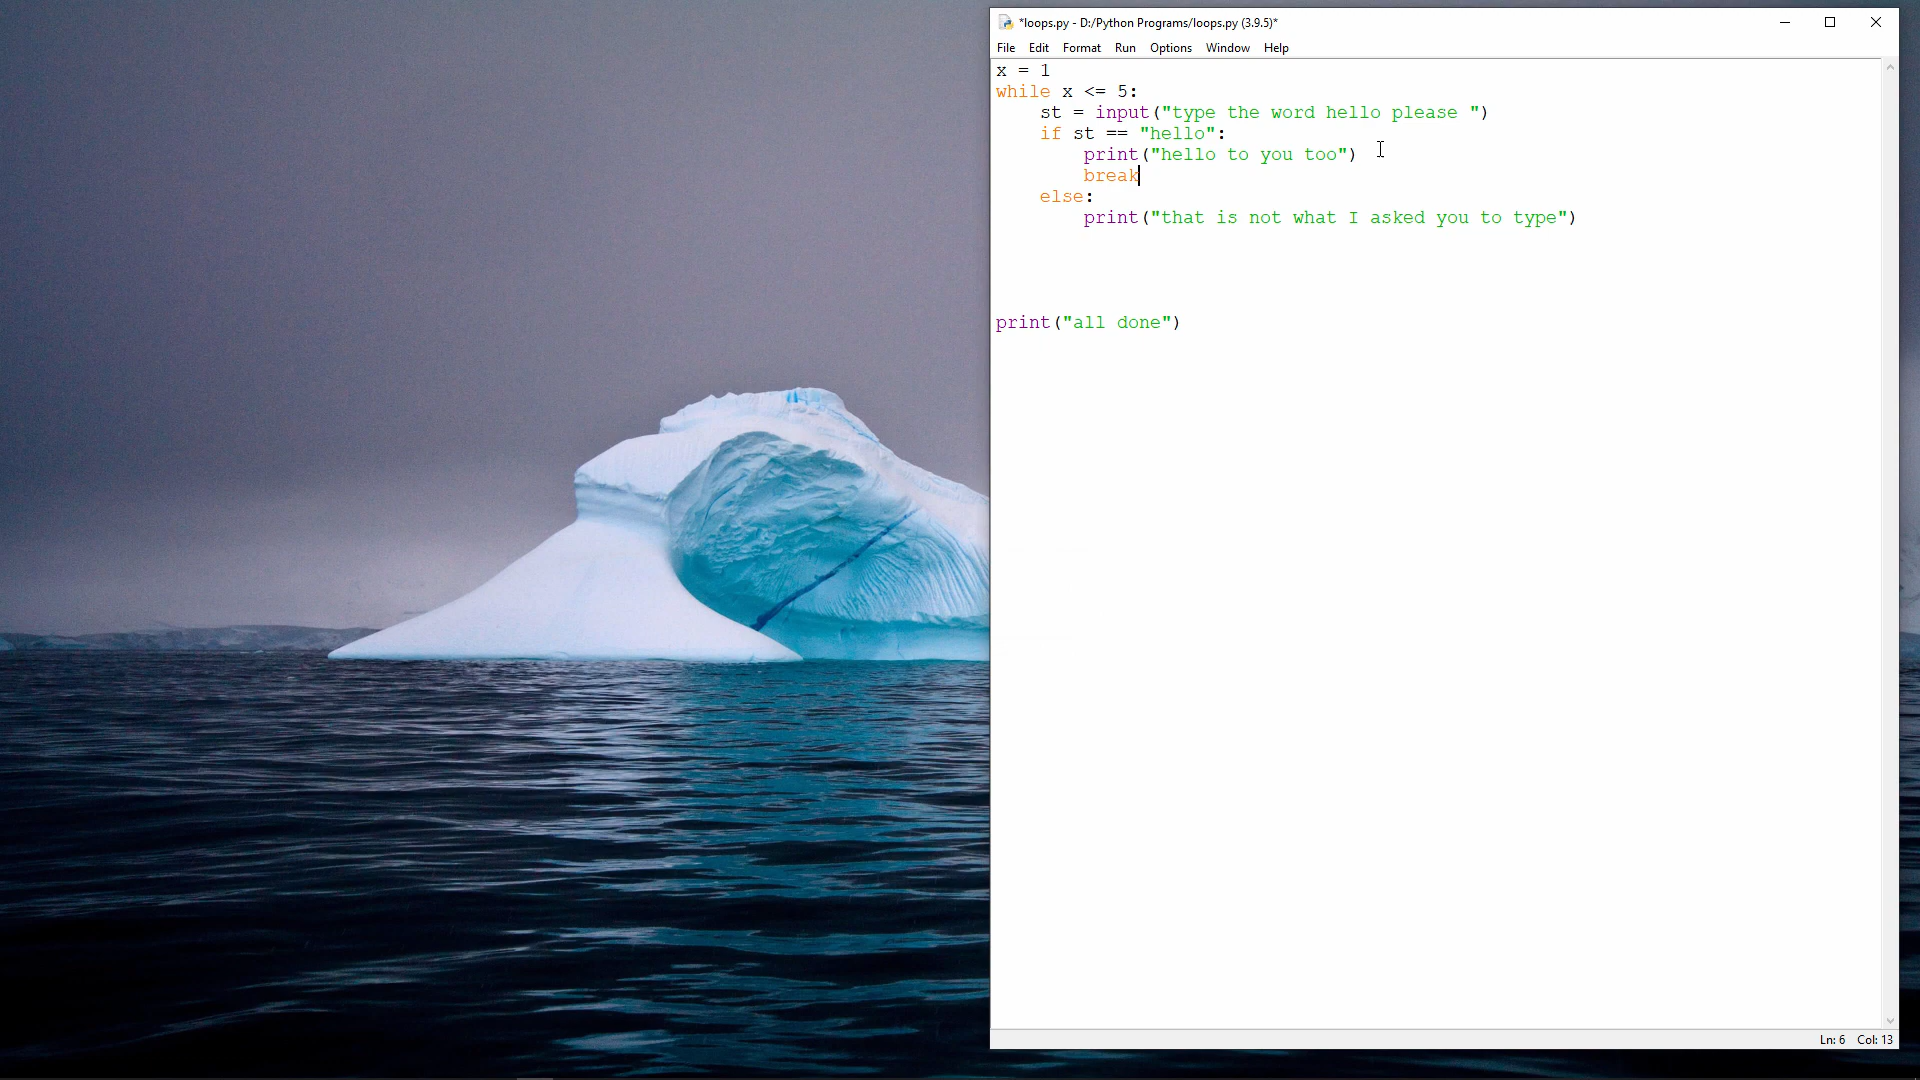 *loops.py - D:/Python Programs/loops.py (3.9.5)*
File Edit Format Run Options Window Help
x = 1
while x <= 5:
    st = input("type the word hello please ")
    if st == "hello":
        print("hello to you too")
        break
    else:
        print("that is not what I asked you to type")
print("all done")
Ln: 6 Col: 13